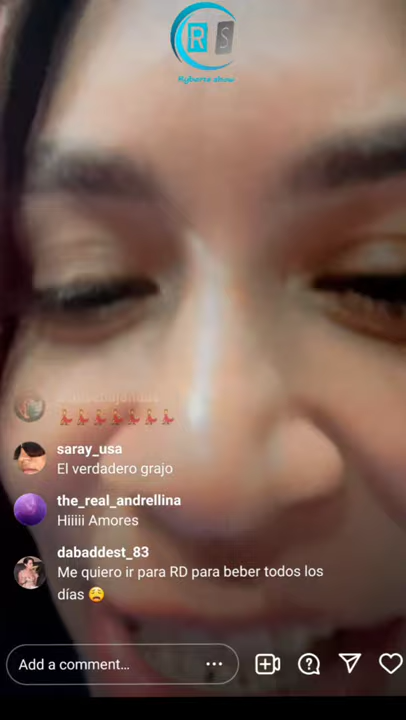 R S
Ryberto show
saray_usa
El verdadero grajo
the_real_andrellina
Hiiiii Amores
dabaddest_83
Me quiero ir para RD para beber todos los
días 😩
Add a comment…